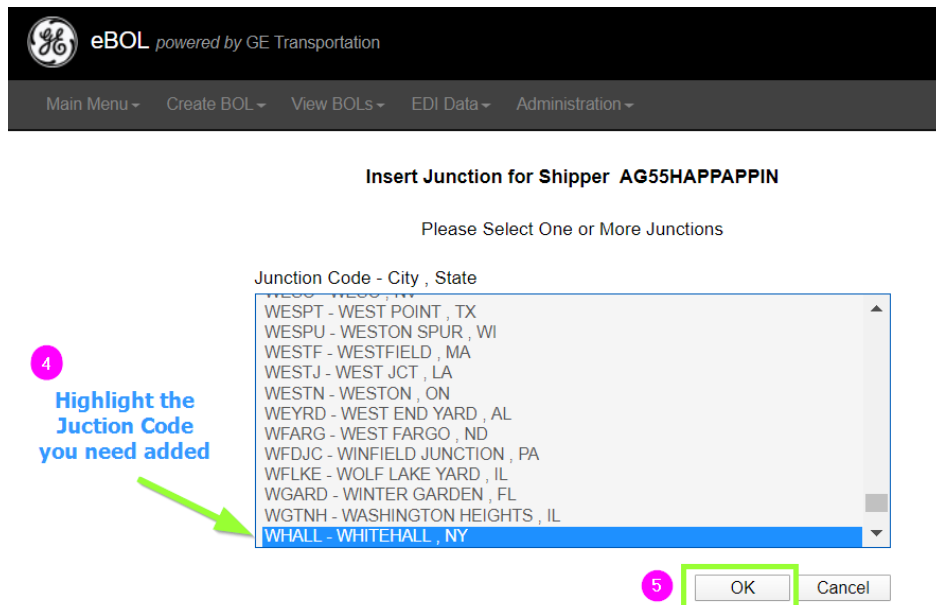 eBOL powered by GE Transportation
Main Menu Create BOL View BOLs EDI Data Administration
Insert Junction for Shipper AG55HAPPAPPIN
Please Select One or More Junctions
Junction Code - City , State
WESPT - WEST POINT , TX
WESPU - WESTON SPUR , WI
WESTF - WESTFIELD , MA
WESTJ - WEST JCT , LA
WESTN - WESTON , ON
WEYRD - WEST END YARD , AL
WFARG - WEST FARGO , ND
WFDJC - WINFIELD JUNCTION , PA
WFLKE - WOLF LAKE YARD , IL
WGARD - WINTER GARDEN , FL
WGTNH - WASHINGTON HEIGHTS , IL
WHALL - WHITEHALL , NY
4
Highlight the
Juction Code
you need added
5 OK Cancel